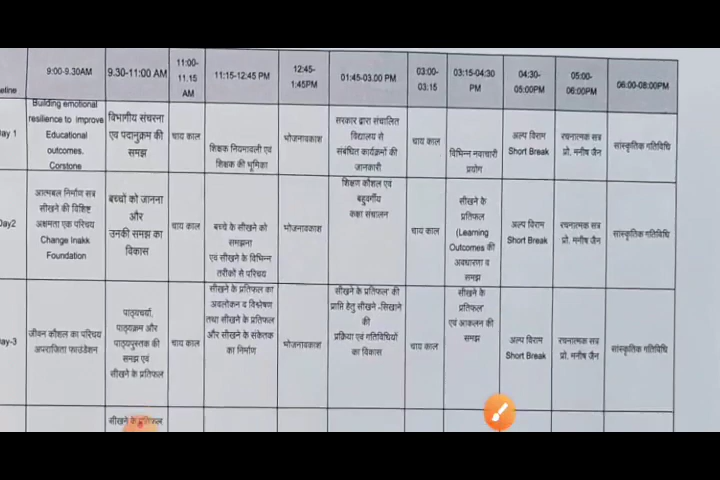 9:00-9.30AM
9.30-11:00 AM
11:00-
11.15
AM
11:15-12:45 PM
12:45-
1:45PM
01:45-03.00 PM
03:00-
03:15
03:15-04:30
PM
04:30-
05:00PM
05:00-
06:00PM
06:00-08:00PM
Building emotional
resilience to improve
Educational
outcomes.
Corstone
विभागीय संचरना
एवं पदानुक्रम की
समझ
चाय काल
शिक्षक नियमावली एवं
शिक्षक की भूमिका
भोजनावकाश
सरकार द्वारा संचालित
विद्यालय से
संबंधित कार्यक्रमों की
जानकारी
चाय काल
विभिन्न नवाचारी
प्रयोग
अल्प विराम
Short Break
रचनात्मक सत्र
प्रो. मनीष जैन
सांस्कृतिक गतिविधि
Day2
आत्मबल निर्माण सत्र
सीखने की विशिष्ट
अक्षमता एक परिचय
Change Inakk
Foundation
बच्चों को जानना
और
उनकी समझ का
विकास
चाय काल
बच्चे के सीखने को
समझना
एवं सीखने के विभिन्न
तरीकों से परिचय
भोजनावकाश
शिक्षण कौशल एवं
बहुवर्गीय
कक्षा संचालन
चाय काल
सीखने के
प्रतिफल
(Learning
Outcomes की
अवधारणा व
समझ
अल्प विराम
Short Break
रचनात्मक सत्र
प्रो. मनीष जैन
सांस्कृतिक गतिविधि
जीवन कौशल का परिचय
अपराजिता फाउंडेशन
पाठ्यचर्या,
पाठ्यक्रम और
पाठ्यपुस्तक की
समझ एवं
सीखने के प्रतिफल
चाय काल
सीखने के प्रतिफल का
अवलोकन व विश्लेषण
तथा सीखने के प्रतिफल
और सीखने के संकेतक
का निर्माण
भोजनावकाश
सीखने के प्रतिफल' की
प्राप्ति हेतु सीखने -सिखाने
की
प्रक्रिया एवं गतिविधियों
का विकास
चाय काल
सीखने के
प्रतिफल'
एवं आकलन की
समझ
अल्प विराम
Short Break
रचनात्मक सत्र
प्रो. मनीष जैन
सांस्कृतिक गतिविधि
सीखने के प्रतिफल